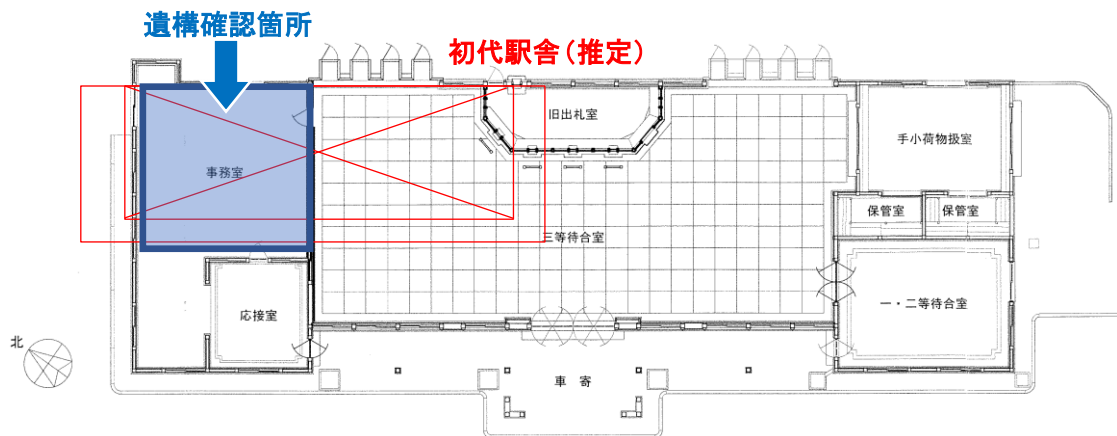 遺構確認箇所
初代駅舎(推定)
旧出札室
手小荷物扱室
事務室
保管室
保管室
三等待合室
一・二等待合室
応接室
北
車 寄